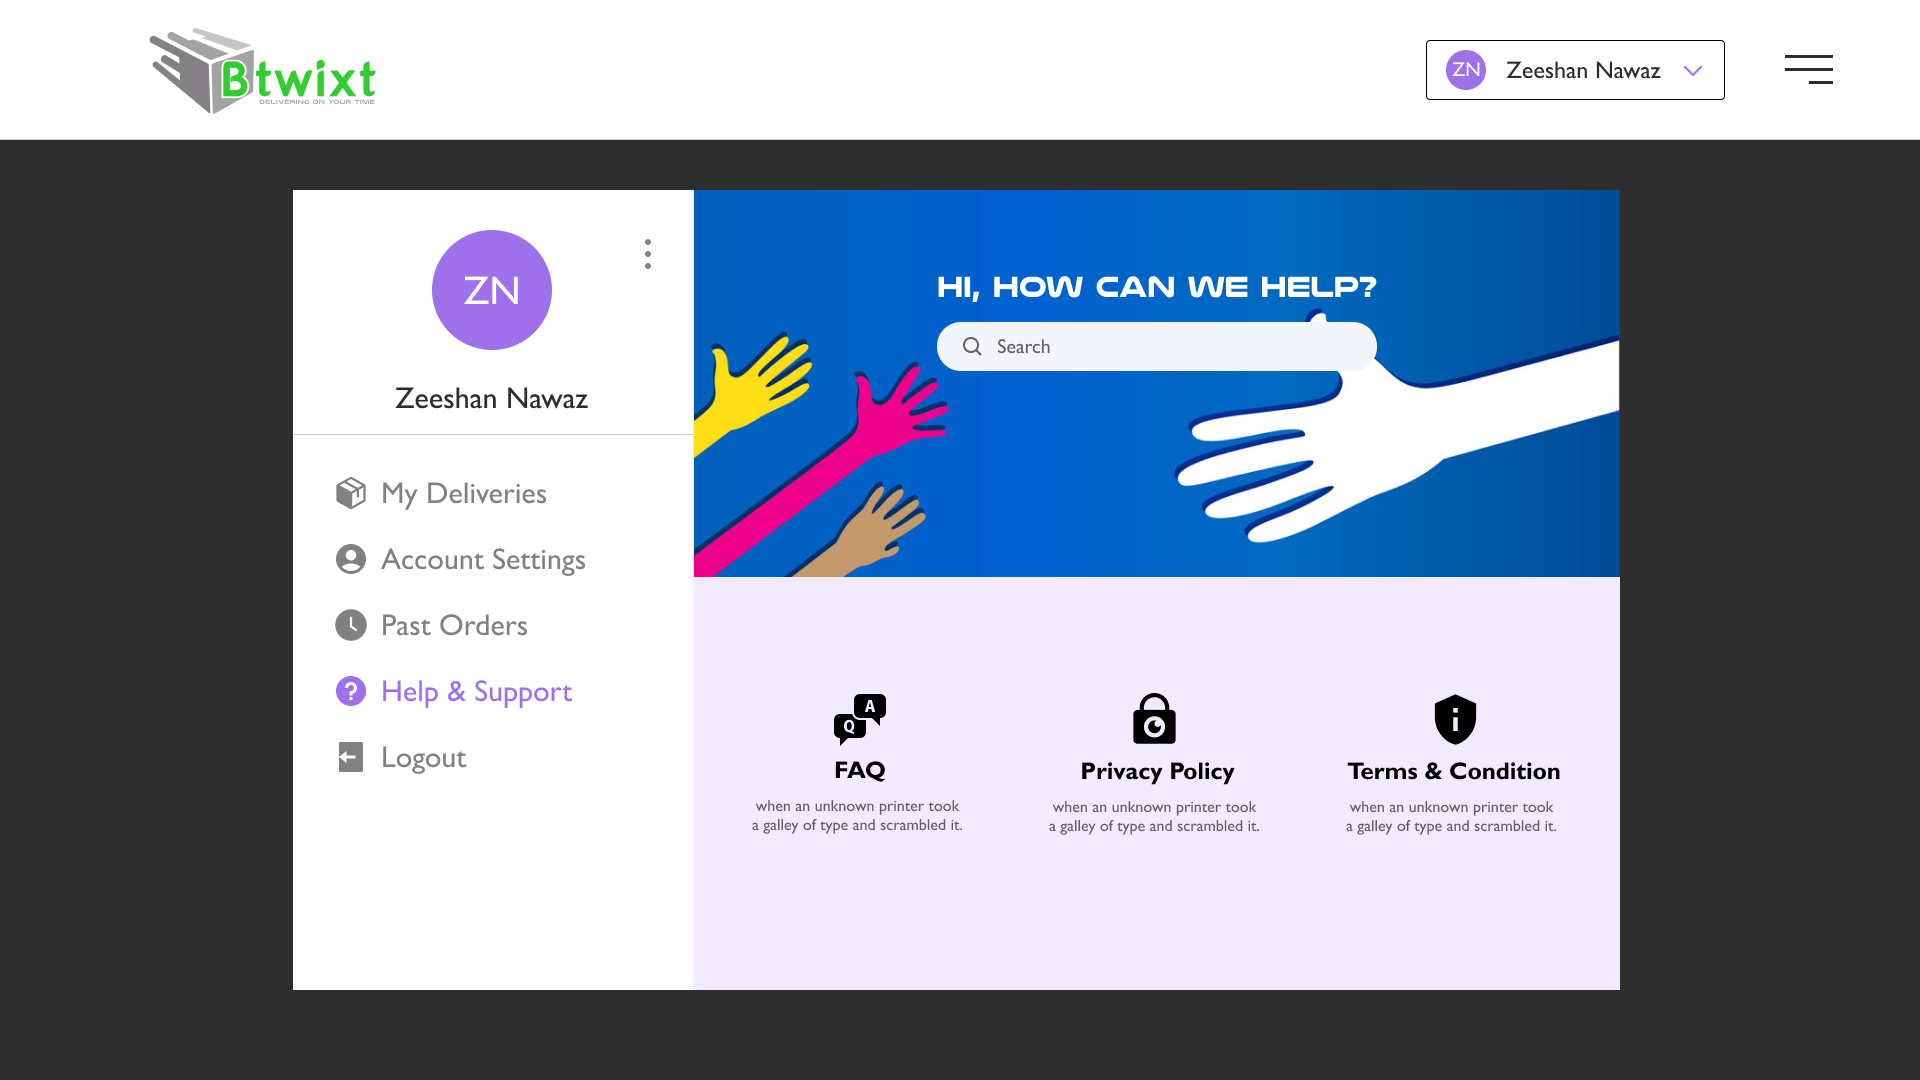 Btwixt
DELIVERING ON YOUR TIME
ZN
Zeeshan Nawaz
ZN
Zeeshan Nawaz
My Deliveries
Account Settings
Past Orders
Help & Support
Logout
HI, HOW CAN WE HELP?
Search
Q
A
FAQ
when an unknown printer took
a galley of type and scrambled it.
Privacy Policy
when an unknown printer took
a galley of type and scrambled it.
Terms & Condition
when an unknown printer took
a galley of type and scrambled it.